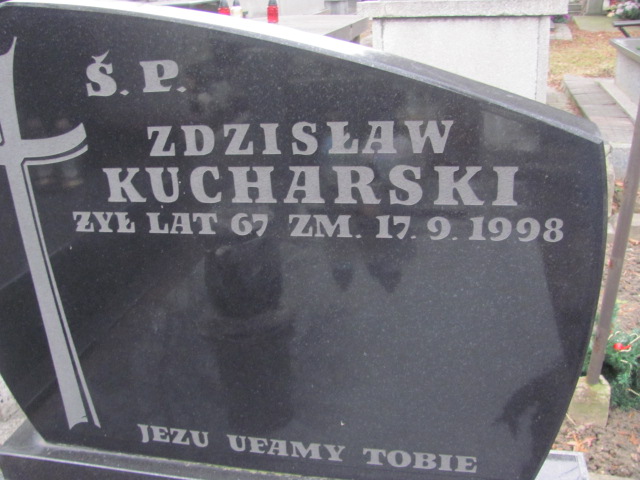 Ś. P.
ZDZISŁAW
KUCHARSKI
ŻYŁ LAT 67 ZM. 17. 9. 1998
JEZU UFAMY TOBIE